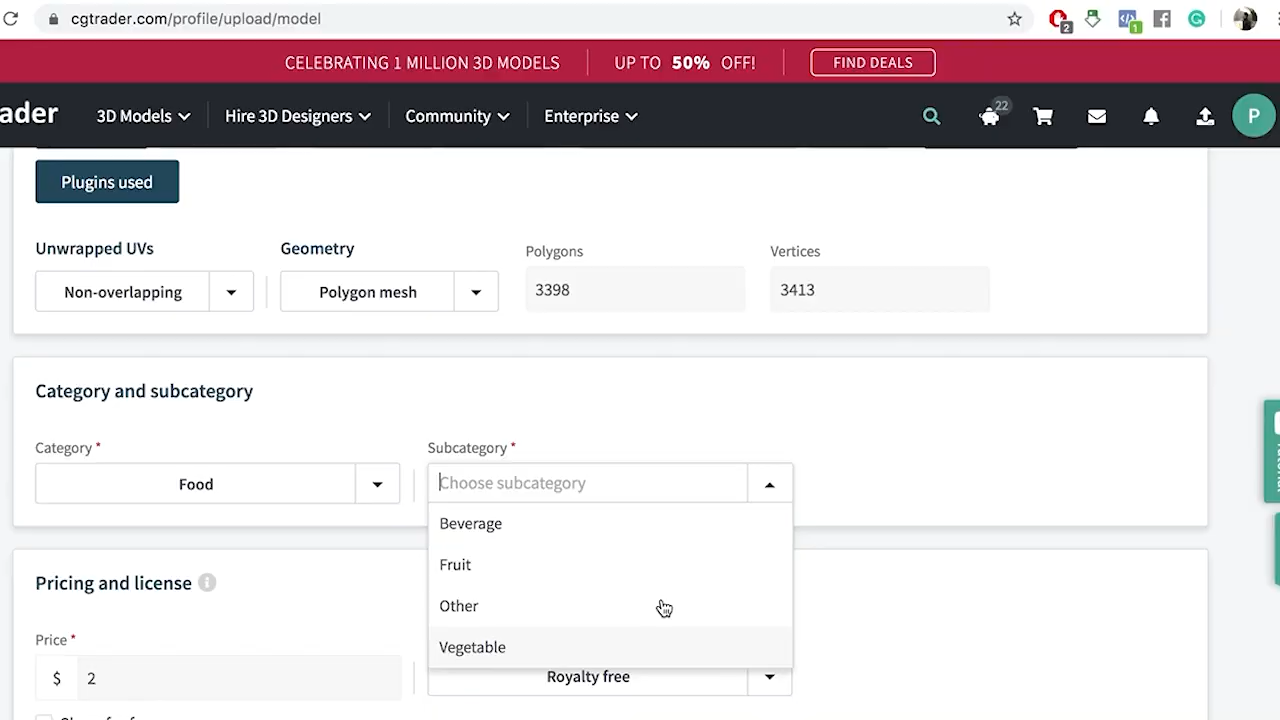 cgtrader.com/profile/upload/model
2
1
CELEBRATING 1 MILLION 3D MODELS UP TO 50% OFF! FIND DEALS
ader 3D Models Hire 3D Designers Community Enterprise 22 P
Plugins used
Unwrapped UVs Geometry Polygons Vertices
Non-overlapping Polygon mesh 3398 3413
Category and subcategory
Category * Subcategory *
Food Choose subcategory
Beverage
Fruit
Other
Vegetable
Pricing and license i
Price *
$ 2 Royalty free